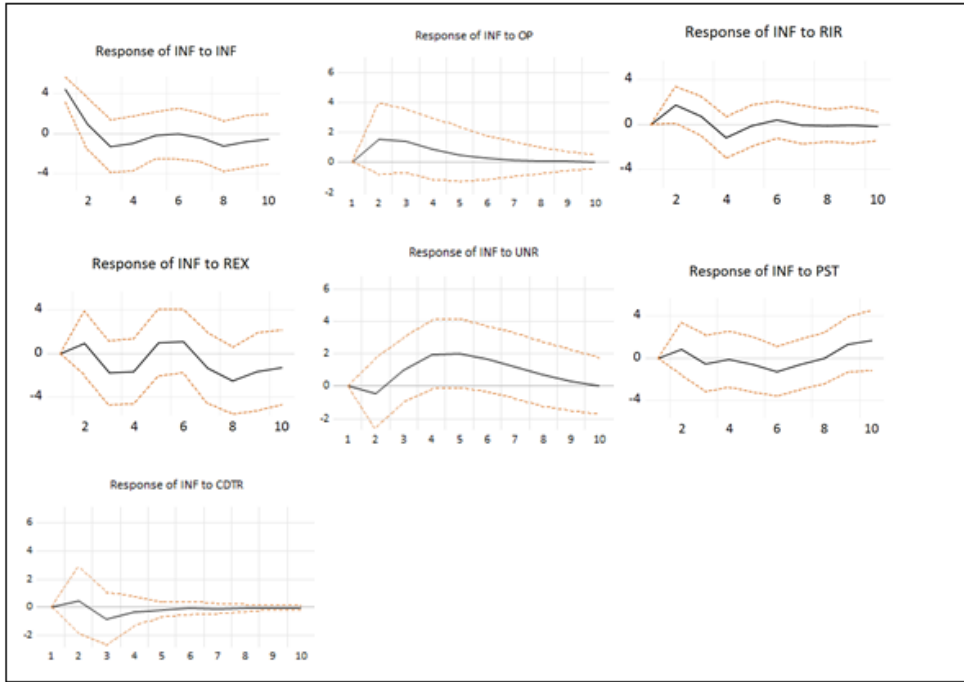 Response of INF to INF
4
0
-4
2 4 6 8 10
Response of INF to OP
6
4
2
0
-2
1 2 3 4 5 6 7 8 9 10
Response of INF to RIR
4
0
-4
2 4 6 8 10
Response of INF to REX
4
0
-4
2 4 6 8 10
Response of INF to UNR
6
4
2
0
-2
1 2 3 4 5 6 7 8 9 10
Response of INF to PST
4
0
-4
2 4 6 8 10
Response of INF to CDTR
6
4
2
0
-2
1 2 3 4 5 6 7 8 9 10